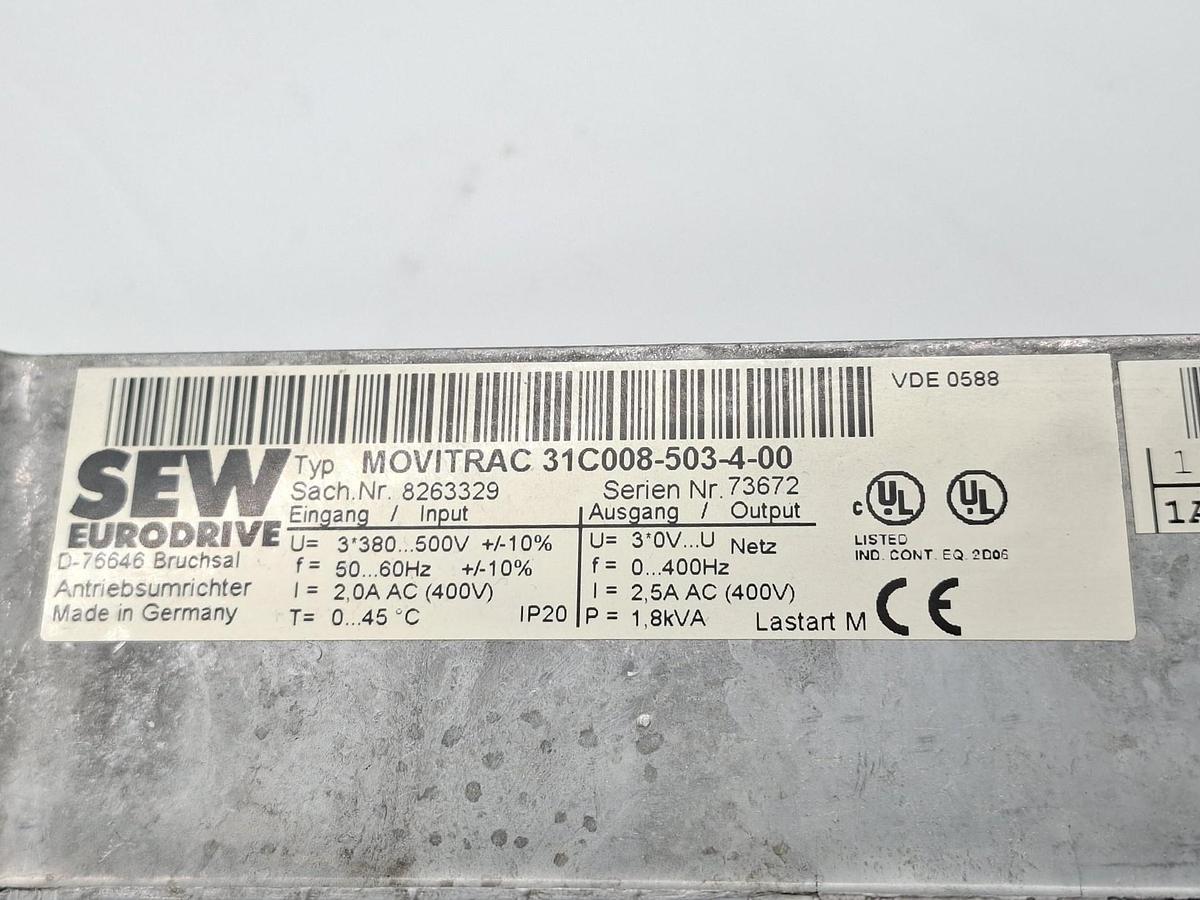 VDE 0588
SEW
EURODRIVE
D-76646 Bruchsal
Antriebsumrichter
Made in Germany
Typ MOVITRAC 31C008-503-4-00
Sach.Nr. 8263329 Serien Nr. 73672
Eingang / Input Ausgang / Output
U= 3*380...500V +/-10% U= 3*0V...U Netz
f= 50...60Hz +/-10% f= 0...400Hz
I= 2,0A AC (400V) I= 2,5A AC (400V)
T= 0...45 °C IP20 P= 1,8kVA Lastart M
c UL UL
LISTED
IND. CONT. EQ. 2D06
CE